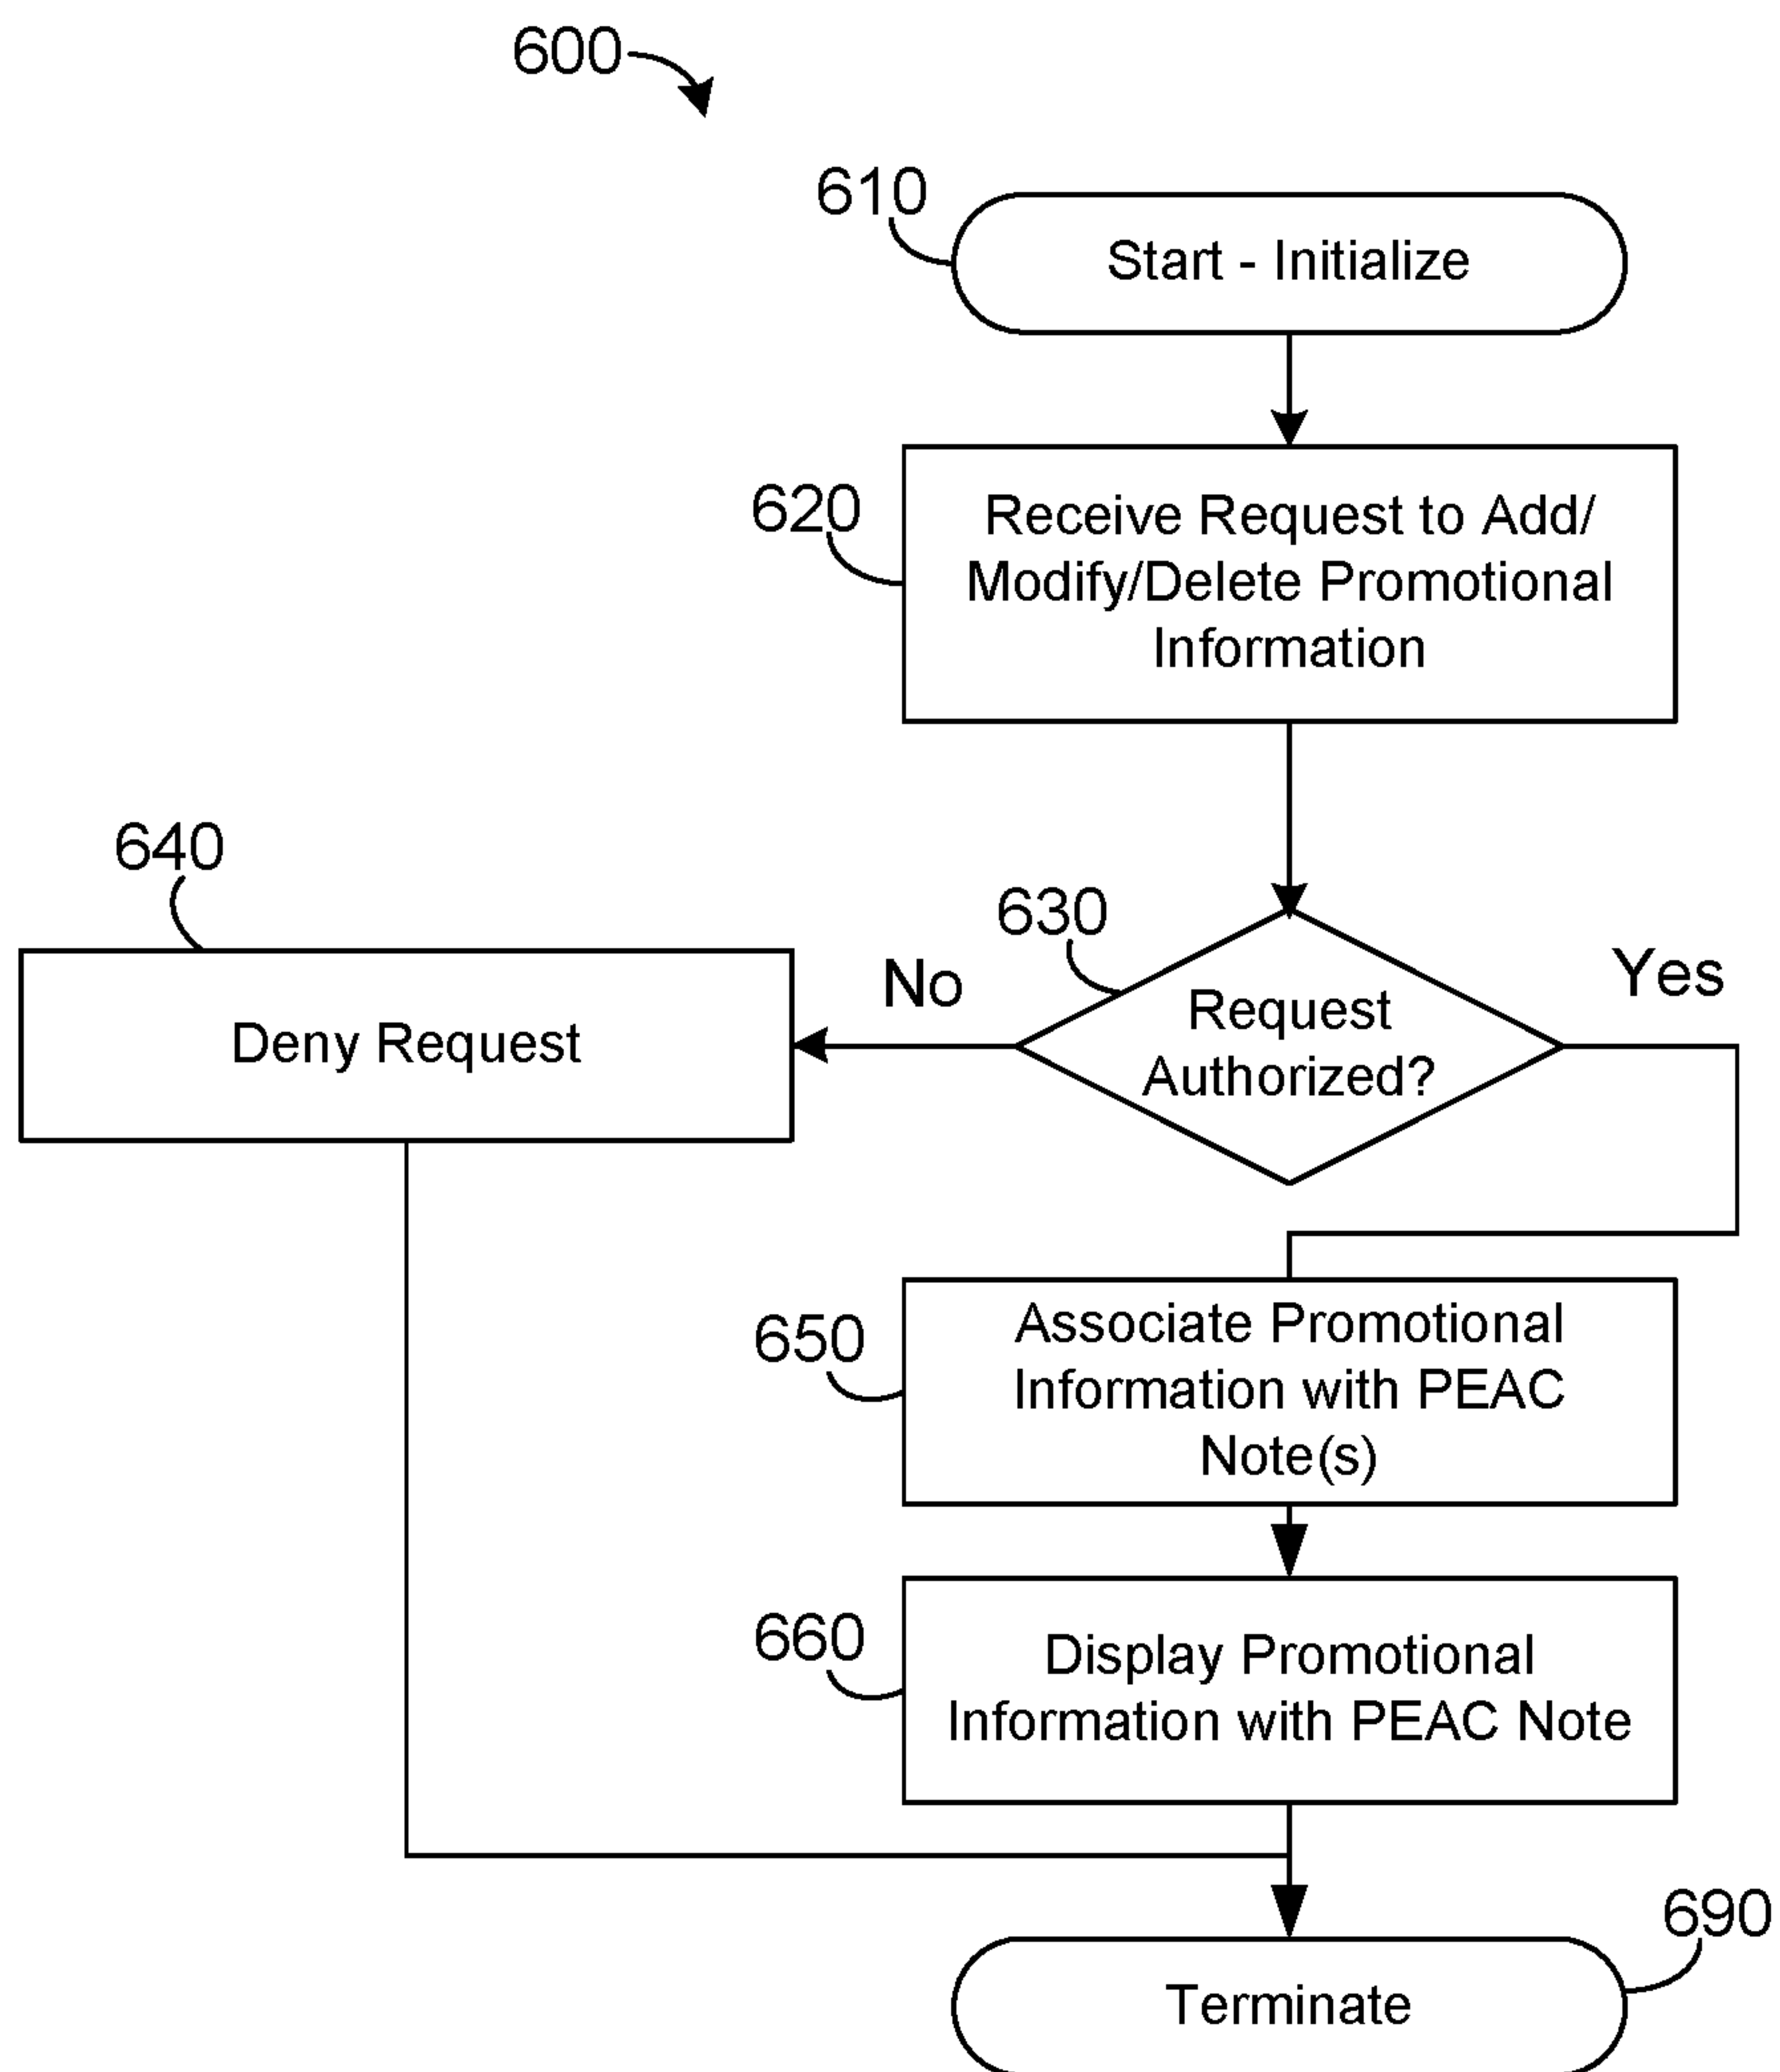 600
610
Start - Initialize
620
Receive Request to Add/
Modify/Delete Promotional
Information
640
630
No
Yes
Deny Request
Request
Authorized?
650
Associate Promotional
Information with PEAC
Note(s)
660
Display Promotional
Information with PEAC Note
690
Terminate